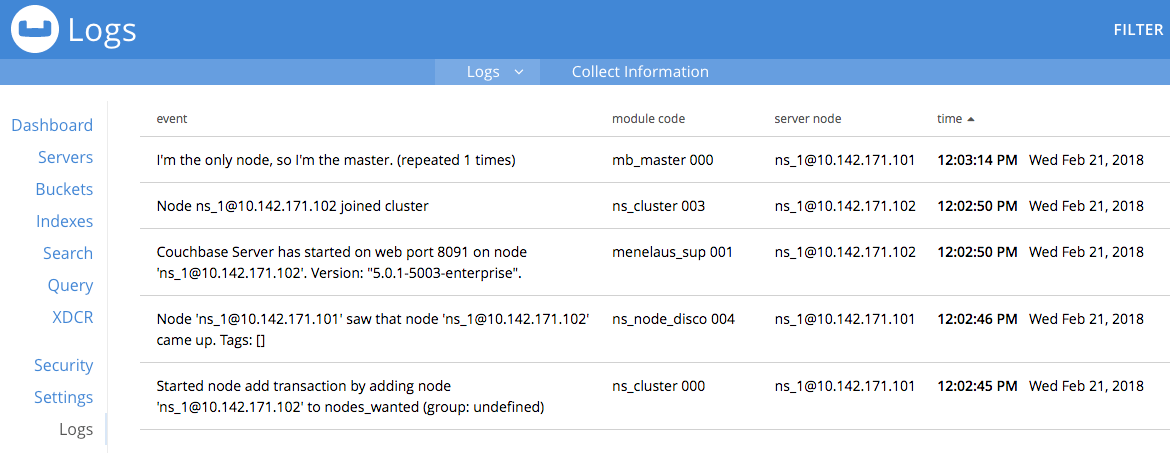 Logs
FILTER
Logs
Collect Information
Dashboard
Servers
Buckets
Indexes
Search
Query
XDCR
Security
Settings
Logs
event module code server node time
I'm the only node, so I'm the master. (repeated 1 times) mb_master 000 ns_1@10.142.171.101 12:03:14 PM Wed Feb 21, 2018
Node ns_1@10.142.171.102 joined cluster ns_cluster 003 ns_1@10.142.171.102 12:02:50 PM Wed Feb 21, 2018
Couchbase Server has started on web port 8091 on node menelaus_sup 001 ns_1@10.142.171.102 12:02:50 PM Wed Feb 21, 2018
'ns_1@10.142.171.102'. Version: "5.0.1-5003-enterprise".
Node 'ns_1@10.142.171.101' saw that node 'ns_1@10.142.171.102' ns_node_disco 004 ns_1@10.142.171.101 12:02:46 PM Wed Feb 21, 2018
came up. Tags: []
Started node add transaction by adding node ns_cluster 000 ns_1@10.142.171.101 12:02:45 PM Wed Feb 21, 2018
'ns_1@10.142.171.102' to nodes_wanted (group: undefined)